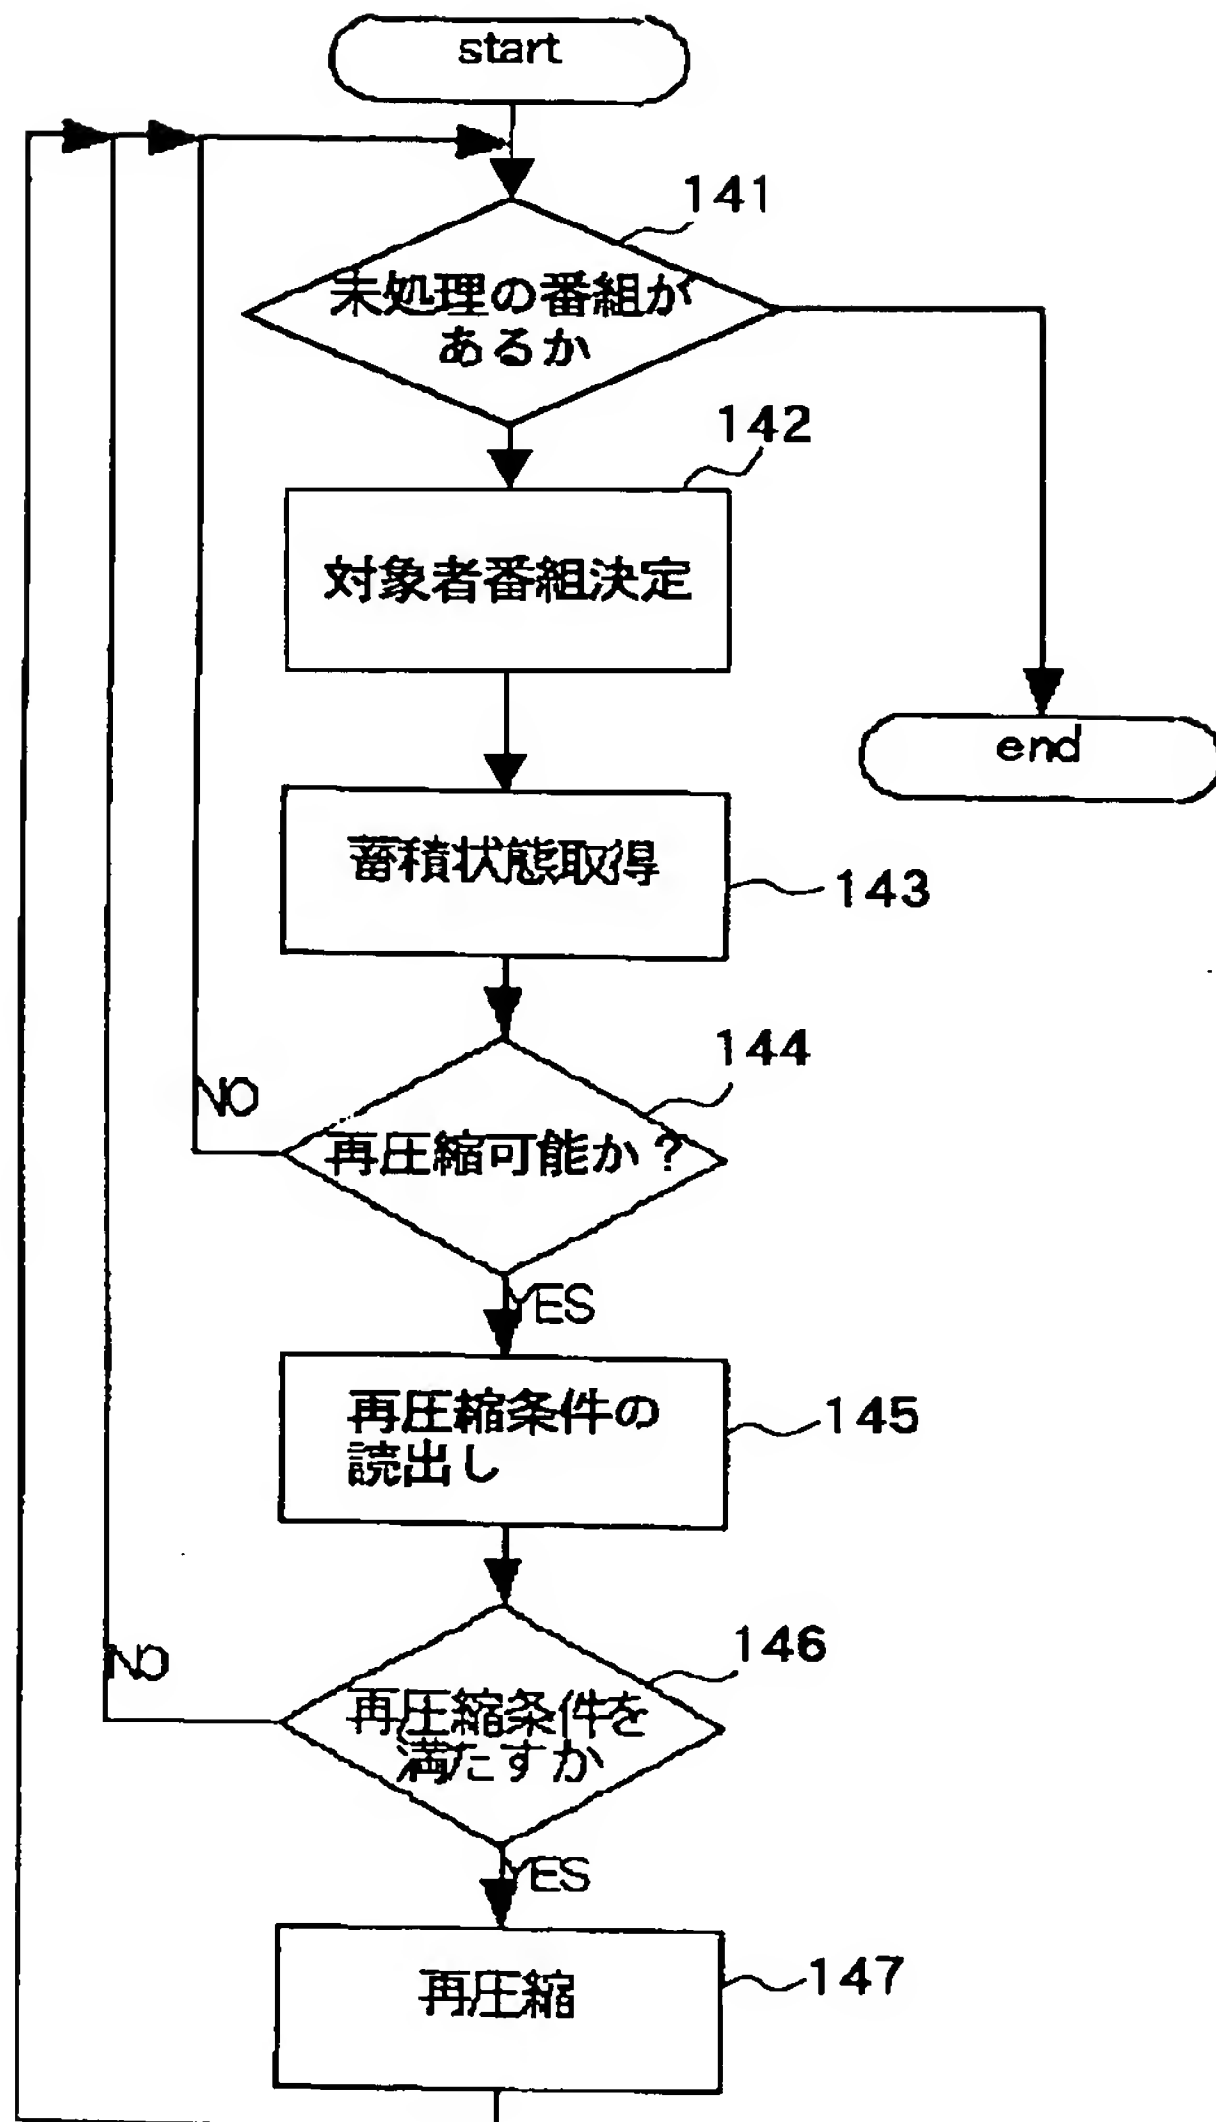 start
141
未処理の番組が
あるか
142
対象者番組決定
end
蓄積状態取得
143
144
NO
再圧縮可能か?
YES
再圧縮条件の
読出し
145
146
NO
再圧縮条件を
満たすか
YES
再圧縮
147